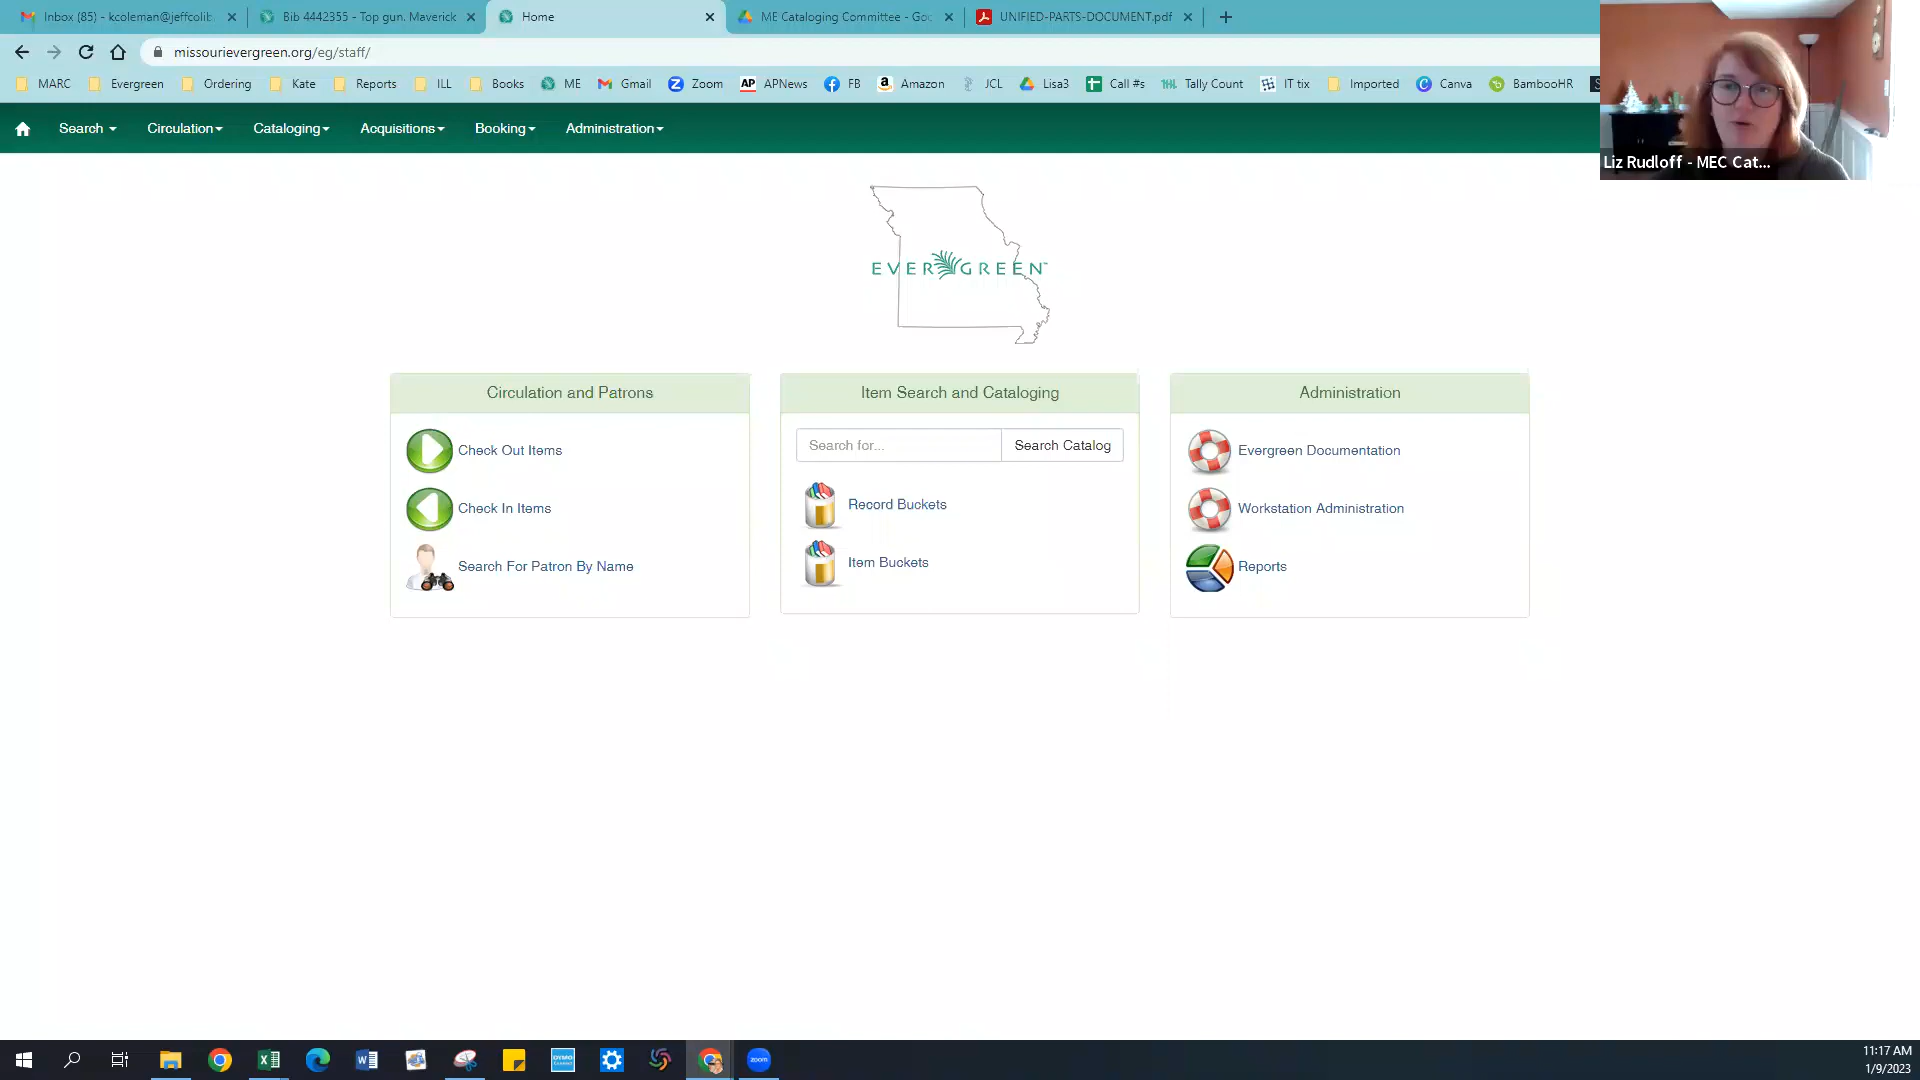 Inbox (85) - kcoleman@jeffcolib
Bib 4442355 - Top gun. Maverick
Home
ME Cataloging Committee - Goo
UNIFIED-PARTS-DOCUMENT.pdf
missourievergreen.org/eg/staff/
MARC Evergreen Ordering Kate Reports ILL Books ME Gmail Zoom AP APNews FB Amazon JCL Lisa3 Call #s Tally Count IT tix Imported Canva BambooHR
Search Circulation Cataloging Acquisitions Booking Administration
Liz Rudloff - MEC Cat...
EVERGREEN
Circulation and Patrons
Check Out Items
Check In Items
Search For Patron By Name
Item Search and Cataloging
Search for... Search Catalog
Record Buckets
Item Buckets
Administration
Evergreen Documentation
Workstation Administration
Reports
11:17 AM
1/9/2023